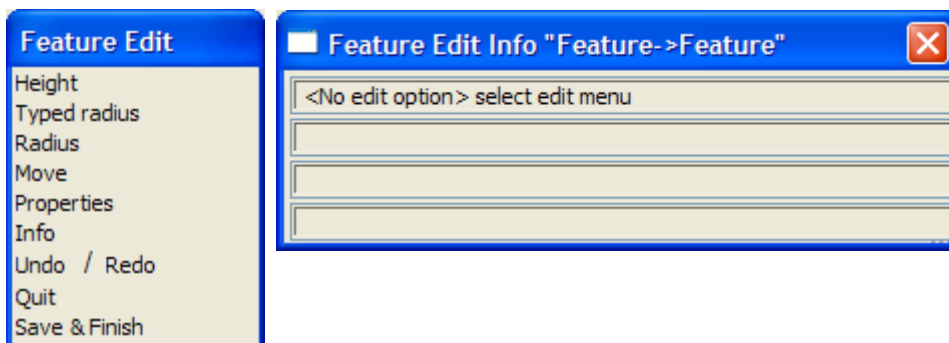 Feature Edit
Height
Typed radius
Radius
Move
Properties
Info
Undo / Redo
Quit
Save & Finish
Feature Edit Info "Feature->Feature"
<No edit option> select edit menu